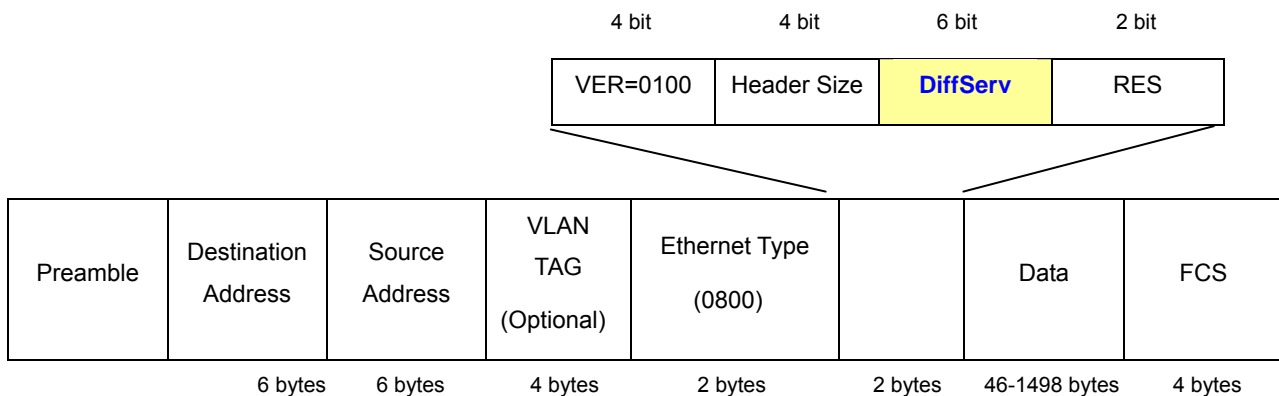 4 bit 4 bit 6 bit 2 bit
VER=0100 Header Size DiffServ RES
Preamble
Destination
Address
Source
Address
VLAN
TAG
(Optional)
Ethernet Type
(0800)
Data
FCS
6 bytes 6 bytes 4 bytes 2 bytes 2 bytes 46-1498 bytes 4 bytes